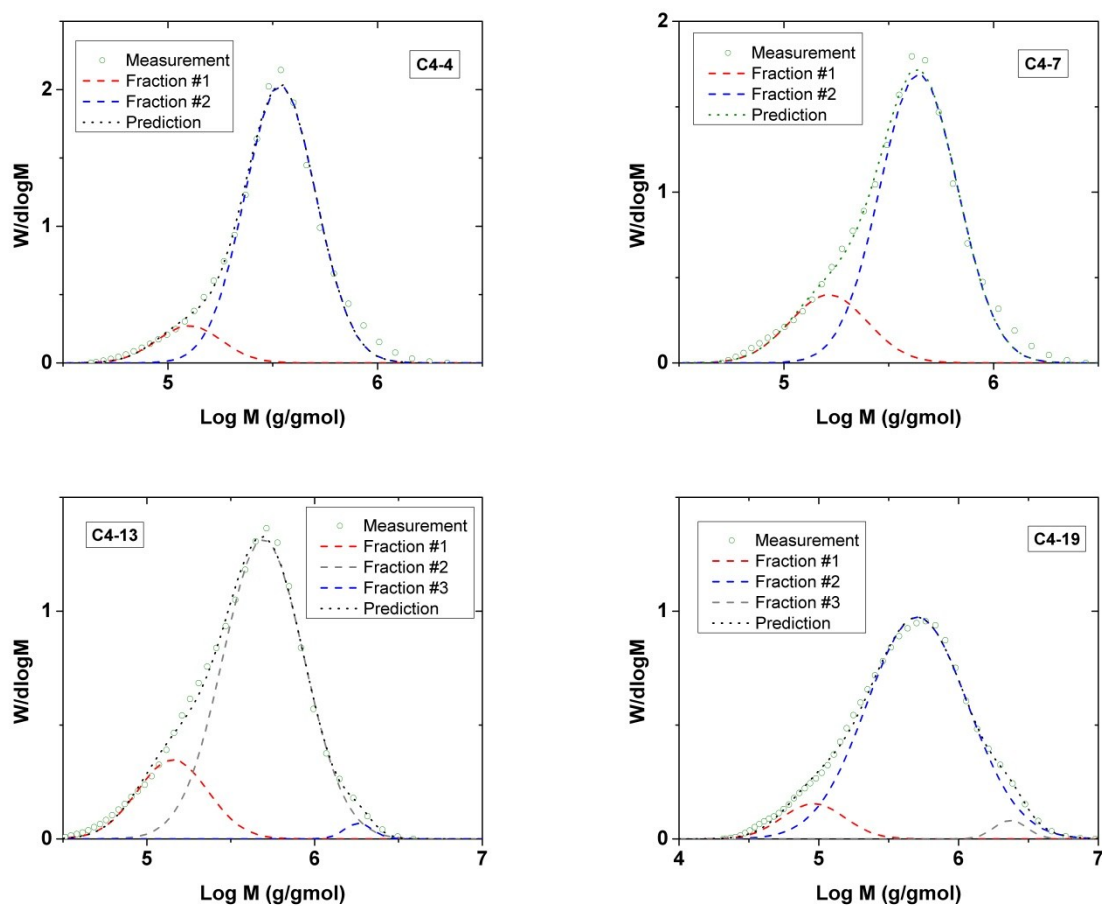 Measurement
Fraction #1
Fraction #2
Prediction
C4-4
2
1
0
W/dlogM
5 6
Log M (g/gmol)
Measurement
Fraction #1
Fraction #2
Prediction
C4-7
2
1
0
W/dlogM
5 6
Log M (g/gmol)
C4-13
Measurement
Fraction #1
Fraction #2
Fraction #3
Prediction
1
0
W/dlogM
5 6 7
Log M (g/gmol)
Measurement
Fraction #1
Fraction #2
Fraction #3
Prediction
C4-19
1
0
W/dlogM
4 5 6 7
Log M (g/gmol)